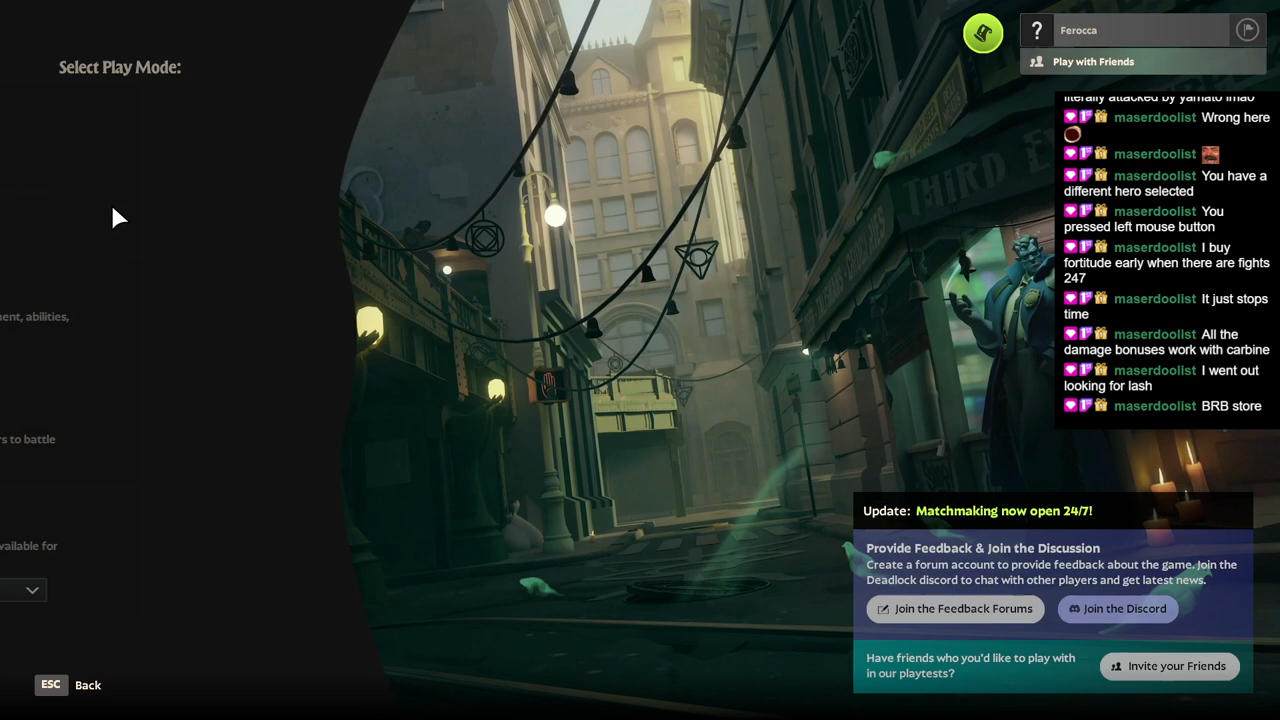 Select Play Mode:
ent, abilities,
rs to battle
vailable for
ESC Back
?
Ferocca
Play with Friends
literally attacked by yamato lmao
maserdoolist Wrong here
maserdoolist
maserdoolist You have a
different hero selected
maserdoolist You
pressed left mouse button
maserdoolist I buy
fortitude early when there are fights
247
maserdoolist It just stops
time
maserdoolist All the
damage bonuses work with carbine
maserdoolist I went out
looking for lash
maserdoolist BRB store
THIRD
Update: Matchmaking now open 24/7!
Provide Feedback & Join the Discussion
Create a forum account to provide feedback about the game. Join the
Deadlock discord to chat with other players and get latest news.
Join the Feedback Forums
Join the Discord
Have friends who you'd like to play with
in our playtests?
Invite your Friends